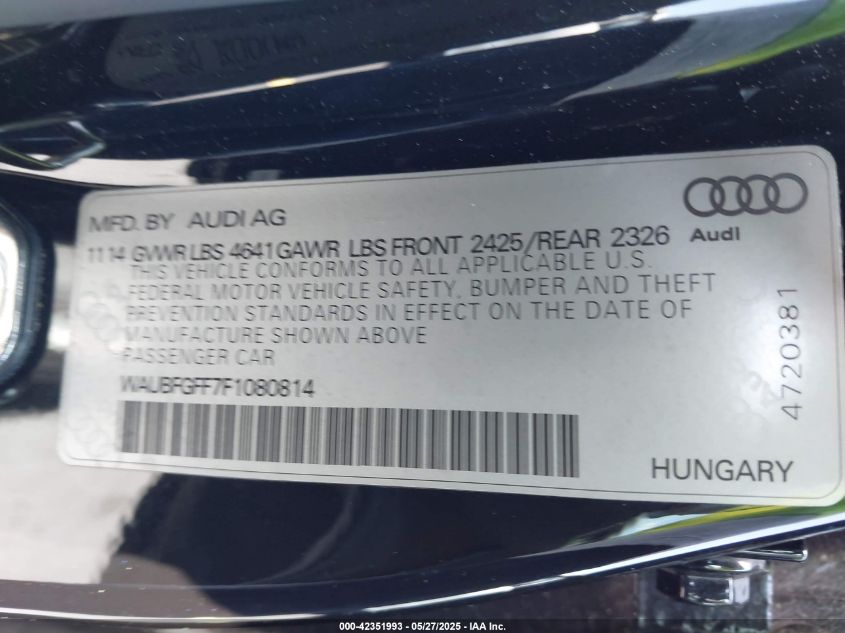 MFD. BY AUDI AG
Audi
11 14 GVWR LBS 4641 GAWR LBS FRONT 2425/REAR 2326
THIS VEHICLE CONFORMS TO ALL APPLICABLE U.S.
FEDERAL MOTOR VEHICLE SAFETY, BUMPER AND THEFT
PREVENTION STANDARDS IN EFFECT ON THE DATE OF
MANUFACTURE SHOWN ABOVE
PASSENGER CAR
WAUBFGFF7F1080814
4720381
HUNGARY
000-42351993 - 05/27/2025 - IAA Inc.